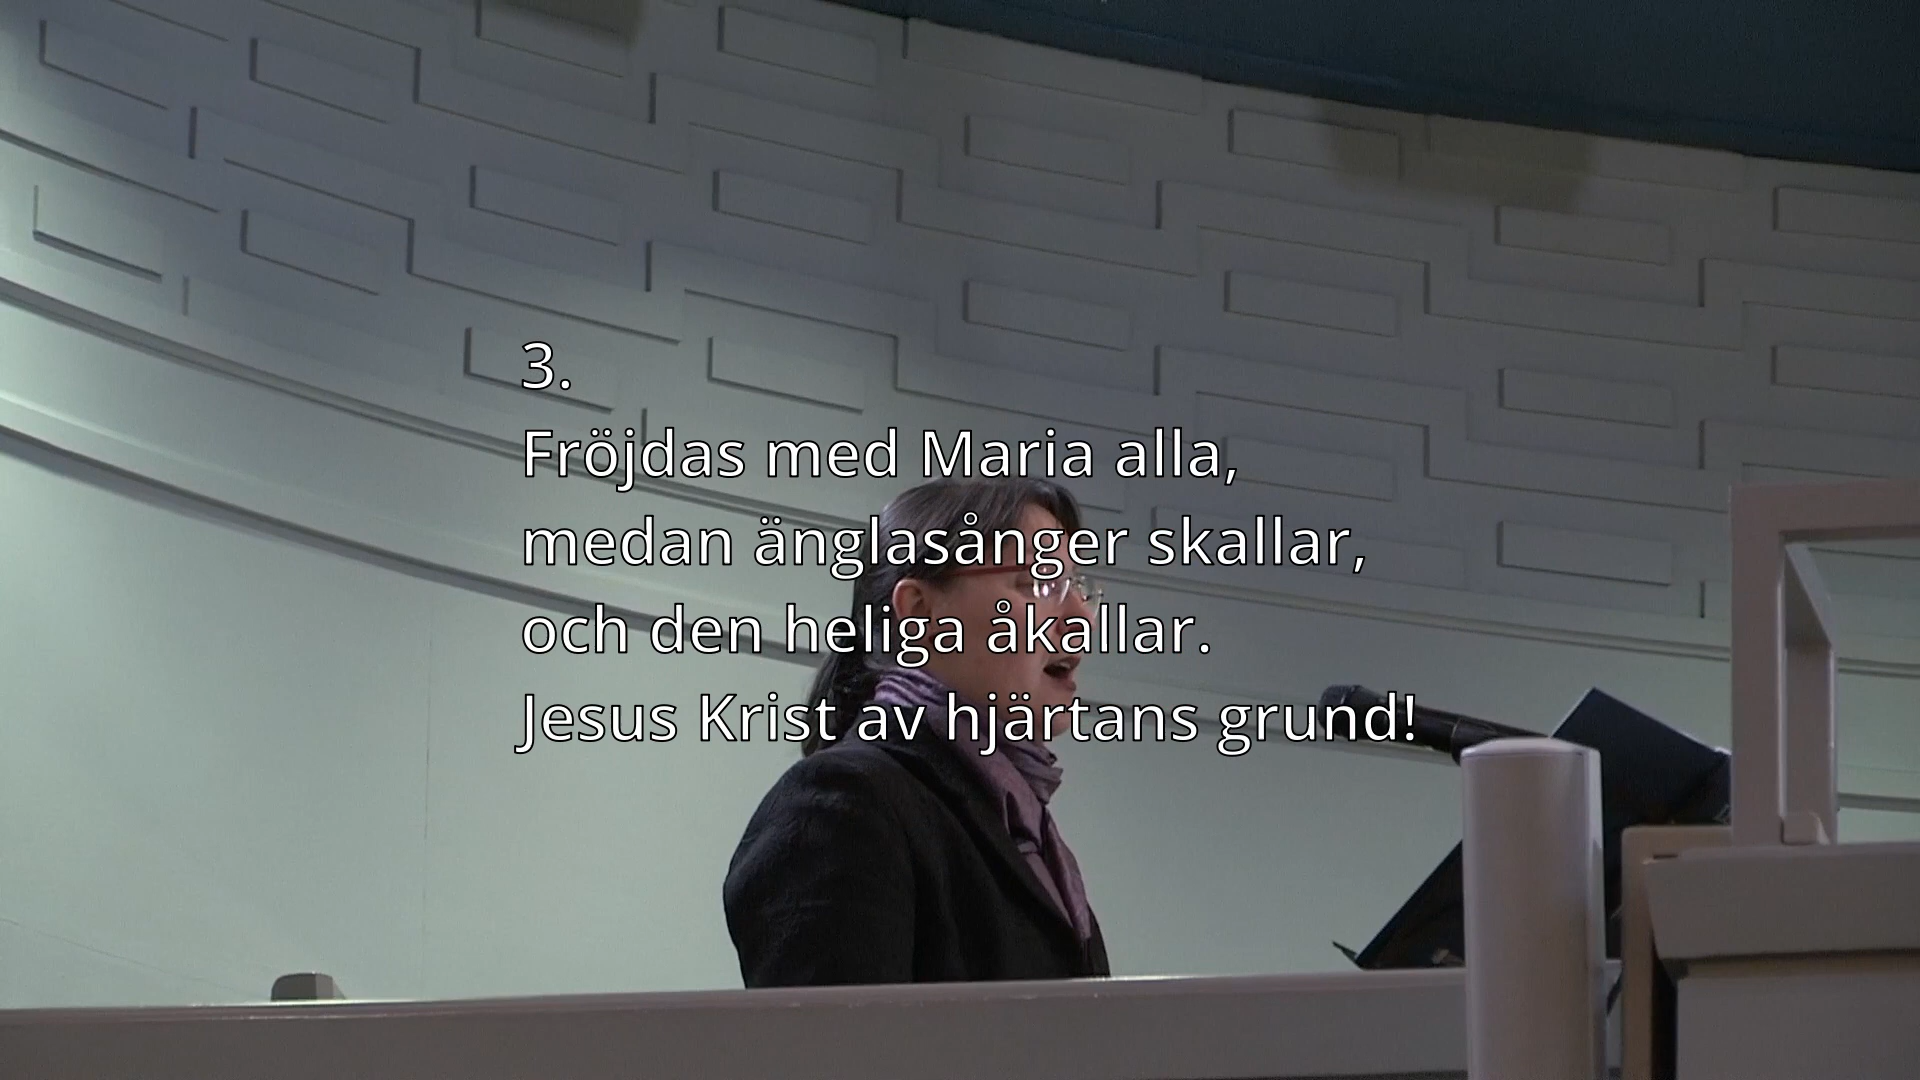 3.
Fröjdas med Maria alla,
medan änglasånger skallar,
och den heliga åkallar.
Jesus Krist av hjärtans grund!